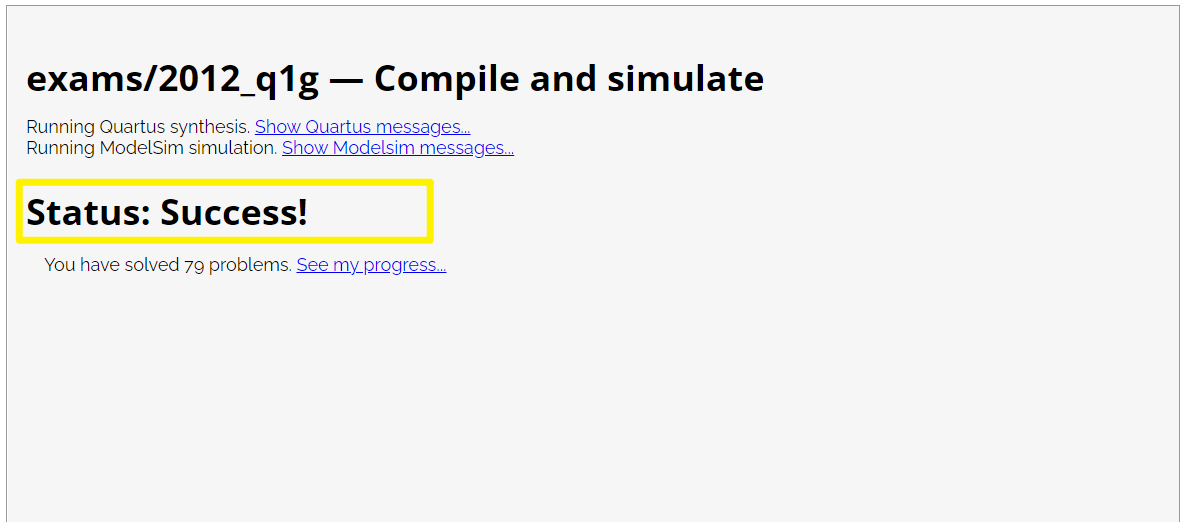 exams/2012_q1g — Compile and simulate
Running Quartus synthesis. Show Quartus messages...
Running ModelSim simulation. Show Modelsim messages...
Status: Success!
You have solved 79 problems. See my progress...